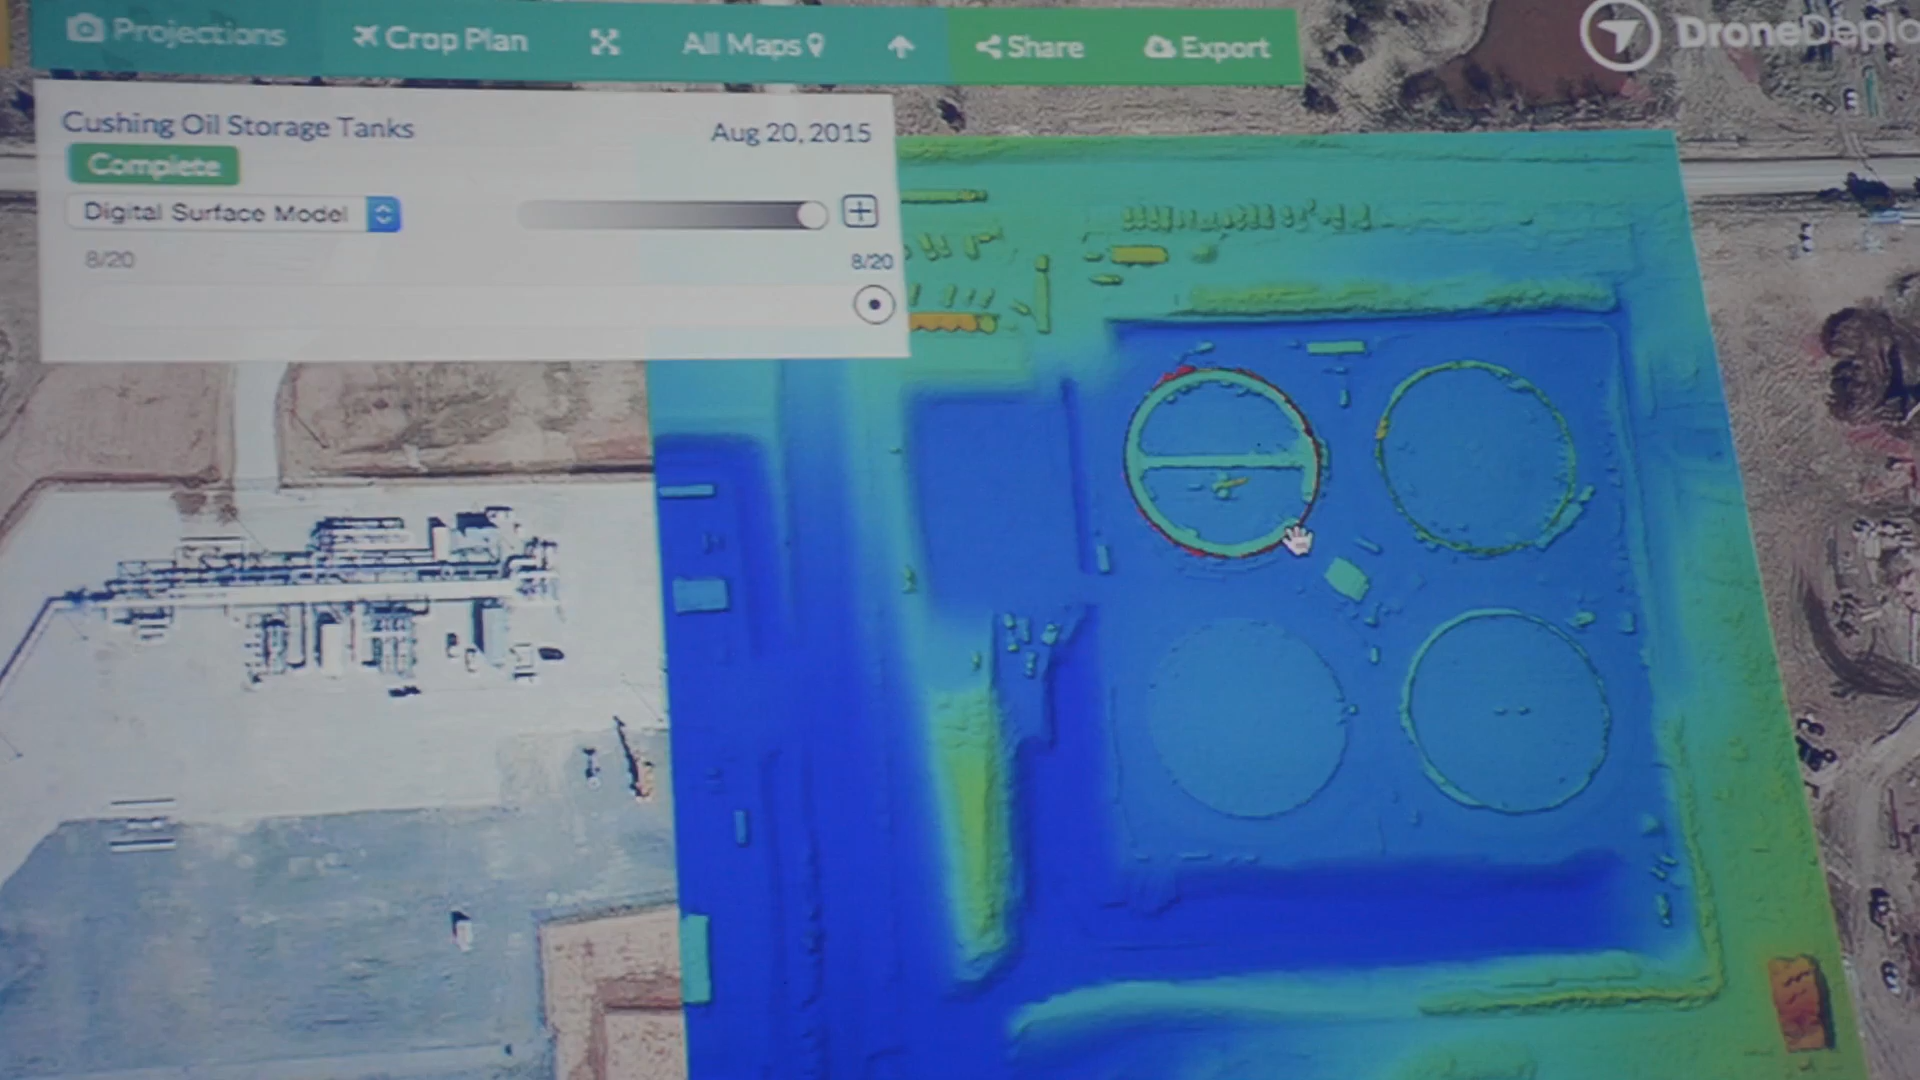 Projections
Crop Plan
All Maps
Share
Export
DroneDeplo
Cushing Oil Storage Tanks
Aug 20, 2015
Complete
Digital Surface Model
8/20
8/20